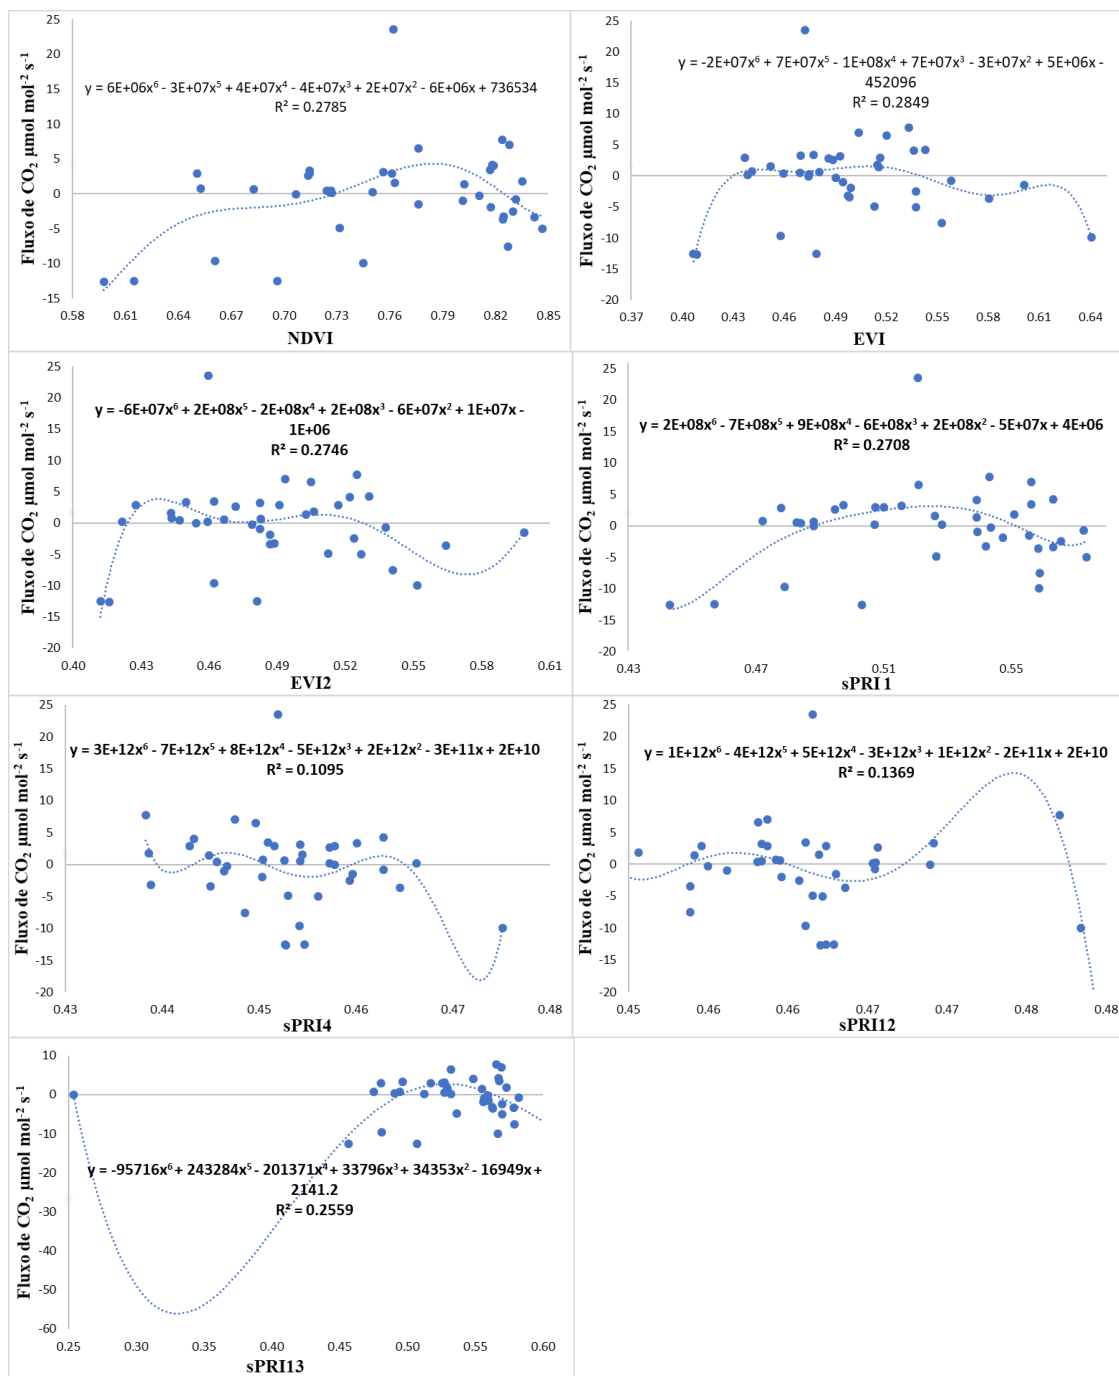 Fluxo de CO₂ µmol mol⁻² s⁻¹
25
20
15
10
5
0
-5
-10
-15
y = 6E+06x⁶ - 3E+07x⁵ + 4E+07x⁴ - 4E+07x³ + 2E+07x² - 6E+06x + 736534
R² = 0.2785
0.58 0.61 0.64 0.67 0.70 0.73 0.76 0.79 0.82 0.85
NDVI
Fluxo de CO₂ µmol mol⁻² s⁻¹
25
20
15
10
5
0
-5
-10
-15
-20
y = -2E+07x⁶ + 7E+07x⁵ - 1E+08x⁴ + 7E+07x³ - 3E+07x² + 5E+06x -
452096
R² = 0.2849
0.37 0.40 0.43 0.46 0.49 0.52 0.55 0.58 0.61 0.64
EVI
Fluxo de CO₂ µmol mol⁻² s⁻¹
25
20
15
10
5
0
-5
-10
-15
-20
y = -6E+07x⁶ + 2E+08x⁵ - 2E+08x⁴ + 2E+08x³ - 6E+07x² + 1E+07x -
1E+06
R² = 0.2746
0.40 0.43 0.46 0.49 0.52 0.55 0.58 0.61
EVI2
Fluxo de CO₂ µmol mol⁻² s⁻¹
25
20
15
10
5
0
-5
-10
-15
-20
y = 2E+08x⁶ - 7E+08x⁵ + 9E+08x⁴ - 6E+08x³ + 2E+08x² - 5E+07x + 4E+06
R² = 0.2708
0.43 0.47 0.51 0.55
sPRI 1
Fluxo de CO₂ µmol mol⁻² s⁻¹
25
20
15
10
5
0
-5
-10
-15
-20
y = 3E+12x⁶ - 7E+12x⁵ + 8E+12x⁴ - 5E+12x³ + 2E+12x² - 3E+11x + 2E+10
R² = 0.1095
0.43 0.44 0.45 0.46 0.47 0.48
sPRI4
Fluxo de CO₂ µmol mol⁻² s⁻¹
25
20
15
10
5
0
-5
-10
-15
-20
y = 1E+12x⁶ - 4E+12x⁵ + 5E+12x⁴ - 3E+12x³ + 1E+12x² - 2E+11x + 2E+10
R² = 0.1369
0.45 0.46 0.46 0.47 0.47 0.48 0.48
sPRI12
Fluxo de CO₂ µmol mol⁻² s⁻¹
10
0
-10
-20
-30
-40
-50
-60
y = -95716x⁶ + 243284x⁵ - 201371x⁴ + 33796x³ + 34353x² - 16949x +
2141.2
R² = 0.2559
0.25 0.30 0.35 0.40 0.45 0.50 0.55 0.60
sPRI13